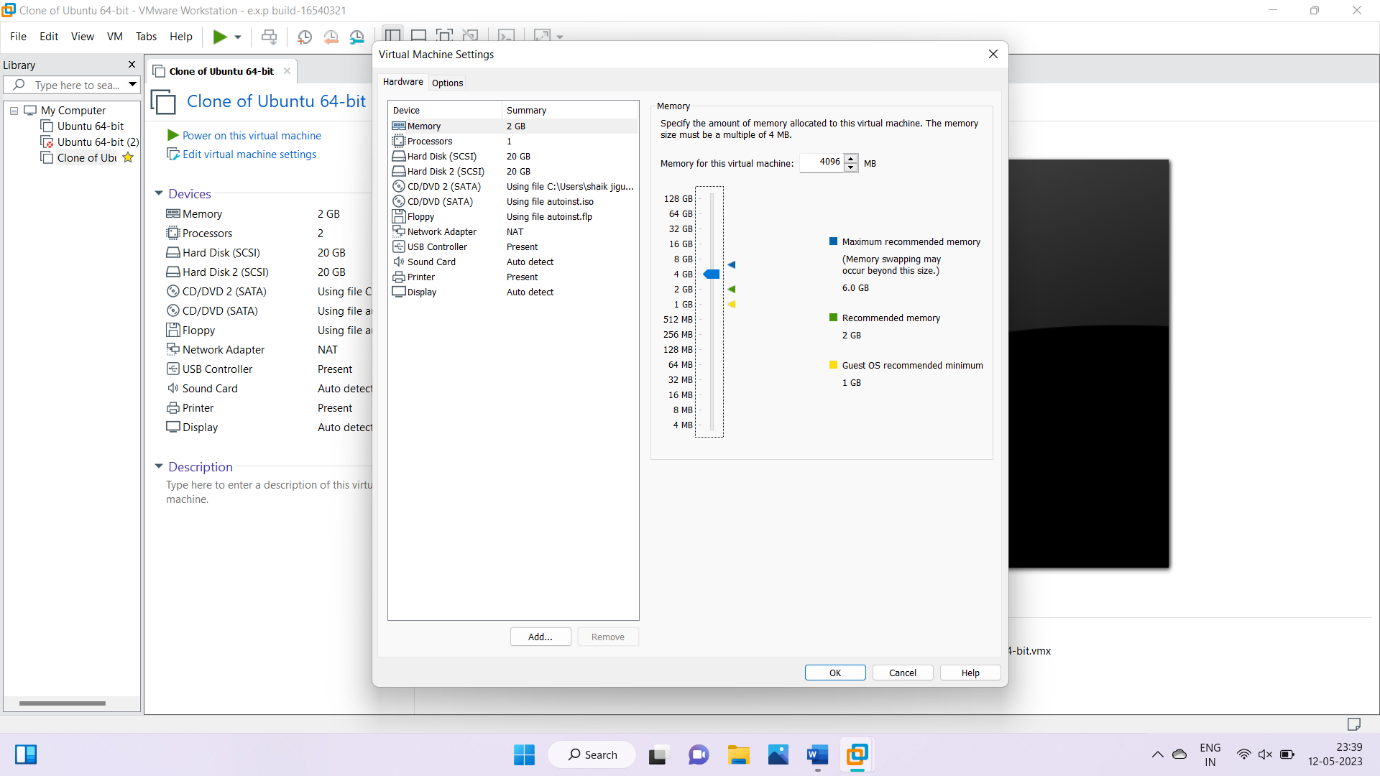 Clone of Ubuntu 64-bit - VMware Workstation - e.x.p build-16540321
File Edit View VM Tabs Help
Library
Type here to sea...
My Computer
Ubuntu 64-bit
Ubuntu 64-bit (2)
Clone of Ubu
Clone of Ubuntu 64-bit
Clone of Ubuntu 64-bit
Power on this virtual machine
Edit virtual machine settings
Devices
Memory 2 GB
Processors 2
Hard Disk (SCSI) 20 GB
Hard Disk 2 (SCSI) 20 GB
CD/DVD 2 (SATA) Using file C
CD/DVD (SATA) Using file a
Floppy Using file a
Network Adapter NAT
USB Controller Present
Sound Card Auto detect
Printer Present
Display Auto detect
Description
Type here to enter a description of this virtu
machine.
Virtual Machine Settings
Hardware Options
Device Summary
Memory 2 GB
Processors 1
Hard Disk (SCSI) 20 GB
Hard Disk 2 (SCSI) 20 GB
CD/DVD 2 (SATA) Using file C:\Users\shaik jigu...
CD/DVD (SATA) Using file autoinst.iso
Floppy Using file autoinst.flp
Network Adapter NAT
USB Controller Present
Sound Card Auto detect
Printer Present
Display Auto detect
Add... Remove
Memory
Specify the amount of memory allocated to this virtual machine. The memory
size must be a multiple of 4 MB.
Memory for this virtual machine: 4096 MB
128 GB
64 GB
32 GB
16 GB
8 GB
4 GB
2 GB
1 GB
512 MB
256 MB
128 MB
64 MB
32 MB
16 MB
8 MB
4 MB
Maximum recommended memory
(Memory swapping may
occur beyond this size.)
6.0 GB
Recommended memory
2 GB
Guest OS recommended minimum
1 GB
OK Cancel Help
4-bit.vmx
Search
ENG
IN
23:39
12-05-2023